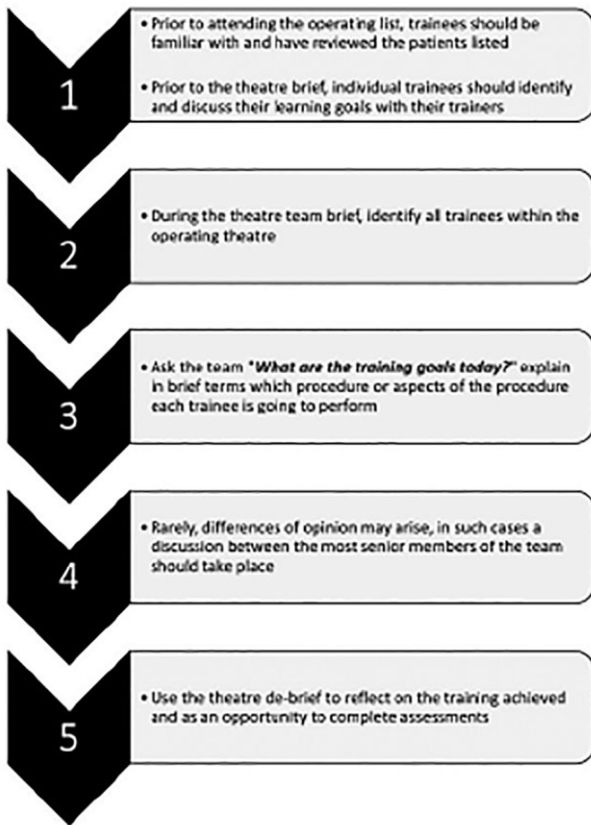 • Prior to attending the operating list, trainees should be
familiar with and have reviewed the patients listed
• Prior to the theatre brief, individual trainees should identify
and discuss their learning goals with their trainers
1
• During the theatre team brief, identify all trainees within the
operating theatre
2
• Ask the team "What are the training goals today?" explain
in brief terms which procedure or aspects of the procedure
each trainee is going to perform
3
• Rarely, differences of opinion may arise, in such cases a
discussion between the most senior members of the team
should take place
4
• Use the theatre de-brief to reflect on the training achieved
and as an opportunity to complete assessments
5